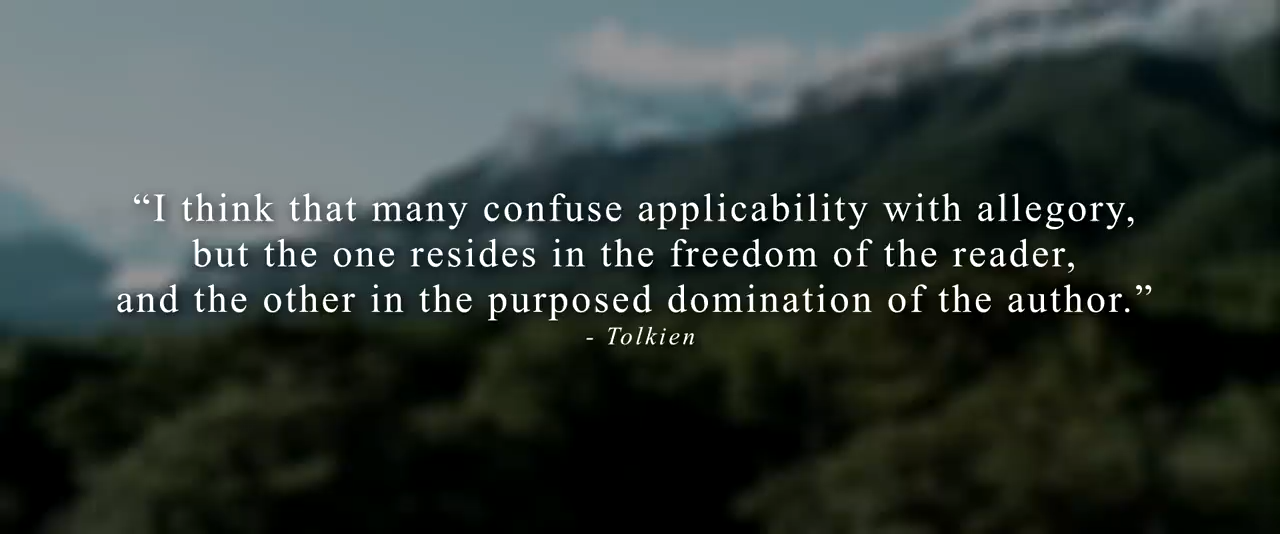 “I think that many confuse applicability with allegory,
but the one resides in the freedom of the reader,
and the other in the purposed domination of the author.”
- Tolkien